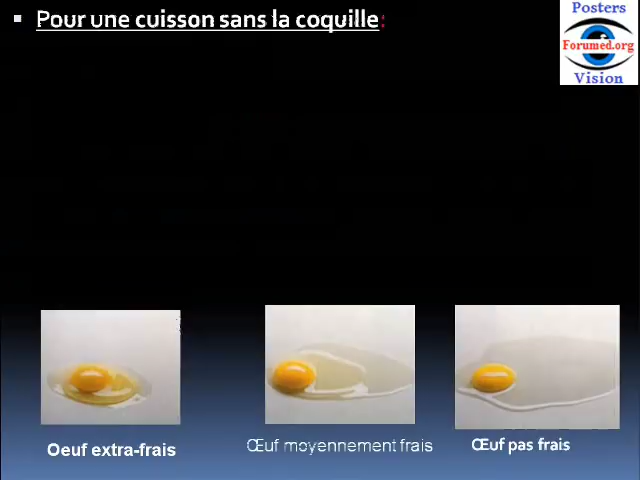 Pour une cuisson sans la coquille:
Posters
Forumed.org
Vision
Oeuf extra-frais
Œuf moyennement frais
Œuf pas frais